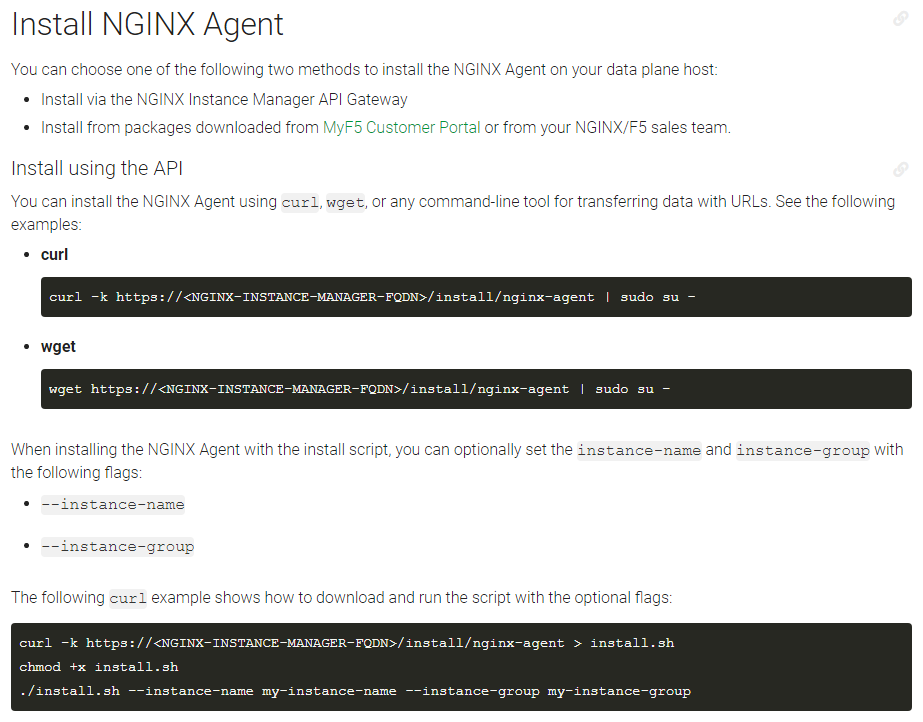 Install NGINX Agent
You can choose one of the following two methods to install the NGINX Agent on your data plane host:
• Install via the NGINX Instance Manager API Gateway
• Install from packages downloaded from MyF5 Customer Portal or from your NGINX/F5 sales team.
Install using the API
You can install the NGINX Agent using curl, wget, or any command-line tool for transferring data with URLs. See the following
examples:
• curl
curl -k https://<NGINX-INSTANCE-MANAGER-FQDN>/install/nginx-agent | sudo su -
• wget
wget https://<NGINX-INSTANCE-MANAGER-FQDN>/install/nginx-agent | sudo su -
When installing the NGINX Agent with the install script, you can optionally set the instance-name and instance-group with
the following flags:
• --instance-name
• --instance-group
The following curl example shows how to download and run the script with the optional flags:
curl -k https://<NGINX-INSTANCE-MANAGER-FQDN>/install/nginx-agent > install.sh
chmod +x install.sh
./install.sh --instance-name my-instance-name --instance-group my-instance-group